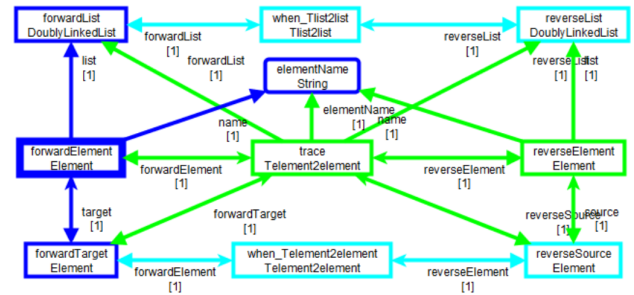 forwardList
DoublyLinkedList
when_Tlist2list
Tlist2list
reverseList
DoublyLinkedList
forwardList
[1]
reverseList
[1]
list
[1]
forwardList
[1]
elementName
String
reverseList
[1]
list
[1]
elementName
[1]
name
[1]
name
[1]
forwardElement
Element
trace
Telement2element
reverseElement
Element
forwardElement
[1]
reverseElement
[1]
target
[1]
forwardTarget
[1]
reverseSource
[1]
source
[1]
forwardTarget
Element
when_Telement2element
Telement2element
reverseSource
Element
forwardElement
[1]
reverseElement
[1]